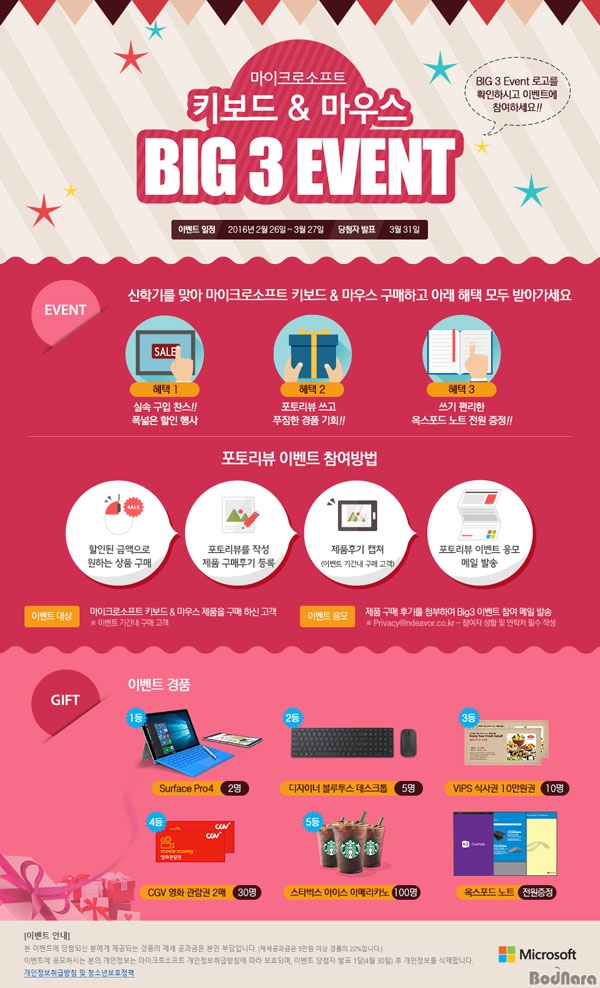 마이크로소프트
키보드 & 마우스
BIG 3 EVENT
BIG 3 Event 로고를
확인하시고 이벤트에
참여하세요!!
이벤트 일정 2016년 2월 26일 ~ 3월 27일 당첨자 발표 3월 31일
EVENT
신학기를 맞아 마이크로소프트 키보드 & 마우스 구매하고 아래 혜택 모두 받아가세요
SALE
혜택 1
실속 구입 찬스!!
폭넓은 할인 행사
혜택 2
포토리뷰 쓰고
푸짐한 경품 기회!!
혜택 3
쓰기 편리한
옥스포드 노트 전원 증정!!
포토리뷰 이벤트 참여방법
SALE
할인된 금액으로
원하는 상품 구매
포토리뷰를 작성
제품 구매후기 등록
제품후기 캡쳐
(이벤트 기간내 구매 고객)
포토리뷰 이벤트 응모
메일 발송
이벤트 대상
마이크로소프트 키보드 & 마우스 제품을 구매 하신 고객
※ 이벤트 기간내 구매 고객
이벤트 응모
제품 구매 후기를 첨부하여 Big3 이벤트 참여 메일 발송
※ Privacy@ndeavor.co.kr - 참여자 성함 및 연락처 필수 작성
GIFT
이벤트 경품
1등
Surface Pro4 2명
2등
디자이너 블루투스 데스크톱 5명
3등
VIPS 식사권 10만원권 10명
4등
CGV
movie money
영화관람권
CGV 영화 관람권 2매 30명
5등
스타벅스 아이스 아메리카노 100명
OneNote
옥스포드 노트 전원증정
[이벤트 안내]
본 이벤트에 당첨되신 분에게 제공되는 경품의 제세 공과금은 본인 부담입니다. (제세공과금은 5만원 이상 경품의 22%입니다.)
이벤트에 응모하시는 분의 개인정보는 마이크로소프트 개인정보취급방침에 따라 보호되며, 이벤트 당첨자 발표 1달(4월 30일) 후 개인정보를 삭제합니다.
개인정보취급방침 및 청소년보호정책
Microsoft
BodNara